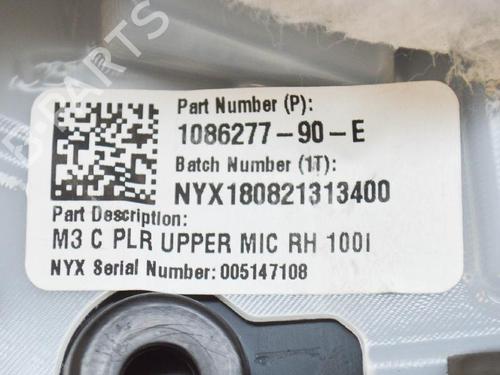 Part Number (P):
1086277-90-E
Batch Number (1T):
NYX180821313400
Part Description:
M3 C PLR UPPER MIC RH 100I
NYX Serial Number: 005147108
B-PARTS